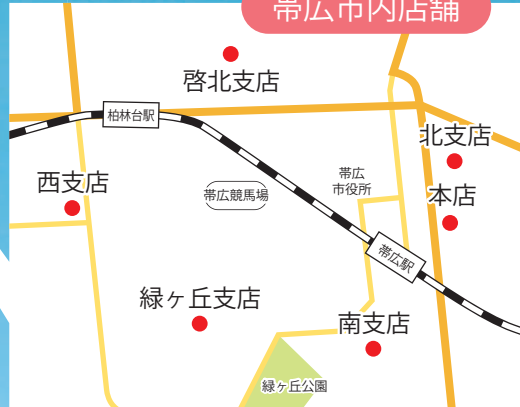 帯広市内店舗
啓北支店
柏林台駅
北支店
西支店
帯広競馬場
帯広
市役所
本店
帯広駅
緑ヶ丘支店
南支店
緑ヶ丘公園